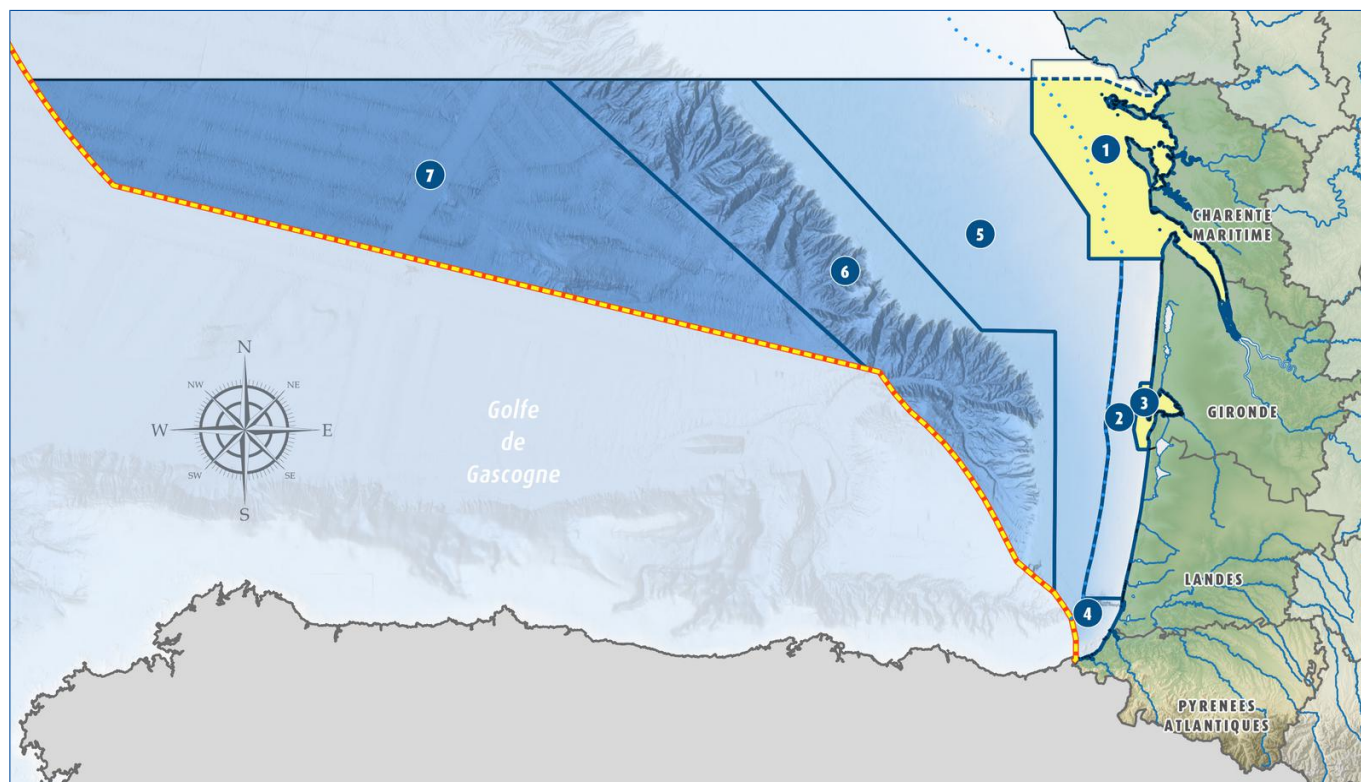 1
CHARENTE
MARITIME
7
5
6
N
NW
NE
W
E
SW
SE
S
Golfe
de
Gascogne
3
2
GIRONDE
LANDES
4
PYRENEES
ATLANTIQUES